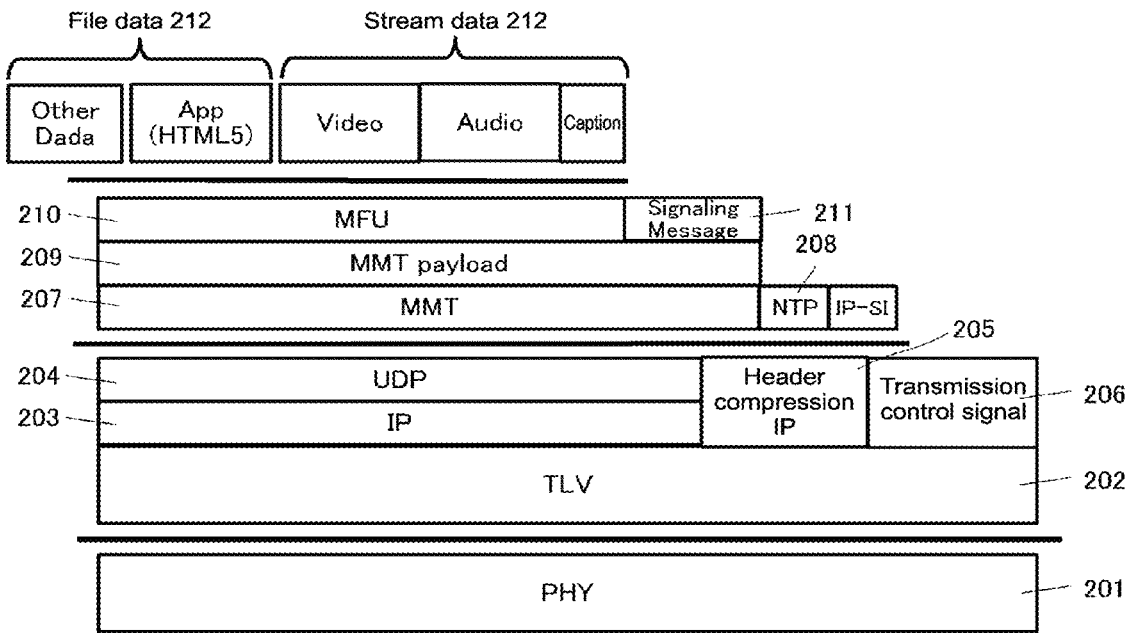 File data 212
Stream data 212
Other
Dada
App
(HTML5)
Video
Audio
Caption
210
MFU
Signaling
Message
211
209
MMT payload
208
207
MMT
NTP
IP-SI
205
204
UDP
Header
compression
IP
Transmission
control signal
206
203
IP
TLV
202
PHY
201